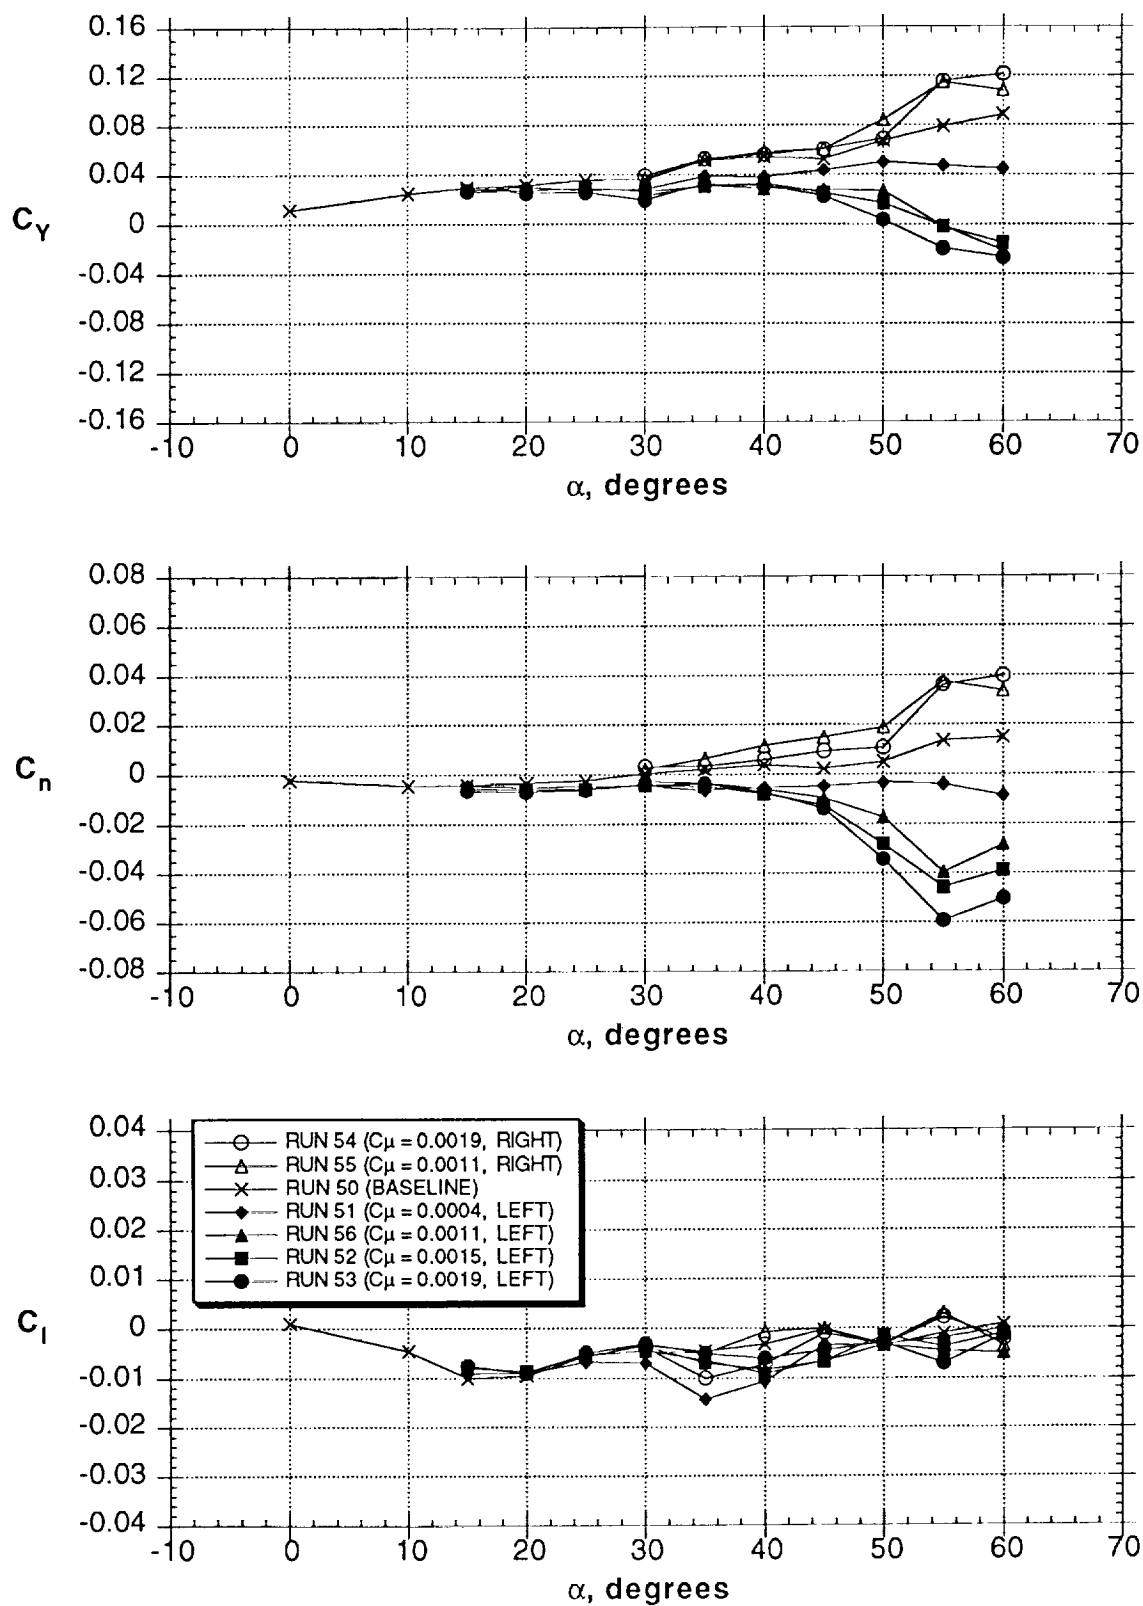 0.16
0.12
0.08
0.04
0
-0.04
-0.08
-0.12
-0.16
CY
-10 0 10 20 30 40 50 60 70
α, degrees
0.08
0.06
0.04
0.02
0
-0.02
-0.04
-0.06
-0.08
Cn
-10 0 10 20 30 40 50 60 70
α, degrees
0.04
0.03
0.02
0.01
0
-0.01
-0.02
-0.03
-0.04
Cl
RUN 54 (Cμ = 0.0019, RIGHT)
RUN 55 (Cμ = 0.0011, RIGHT)
RUN 50 (BASELINE)
RUN 51 (Cμ = 0.0004, LEFT)
RUN 56 (Cμ = 0.0011, LEFT)
RUN 52 (Cμ = 0.0015, LEFT)
RUN 53 (Cμ = 0.0019, LEFT)
-10 0 10 20 30 40 50 60 70
α, degrees